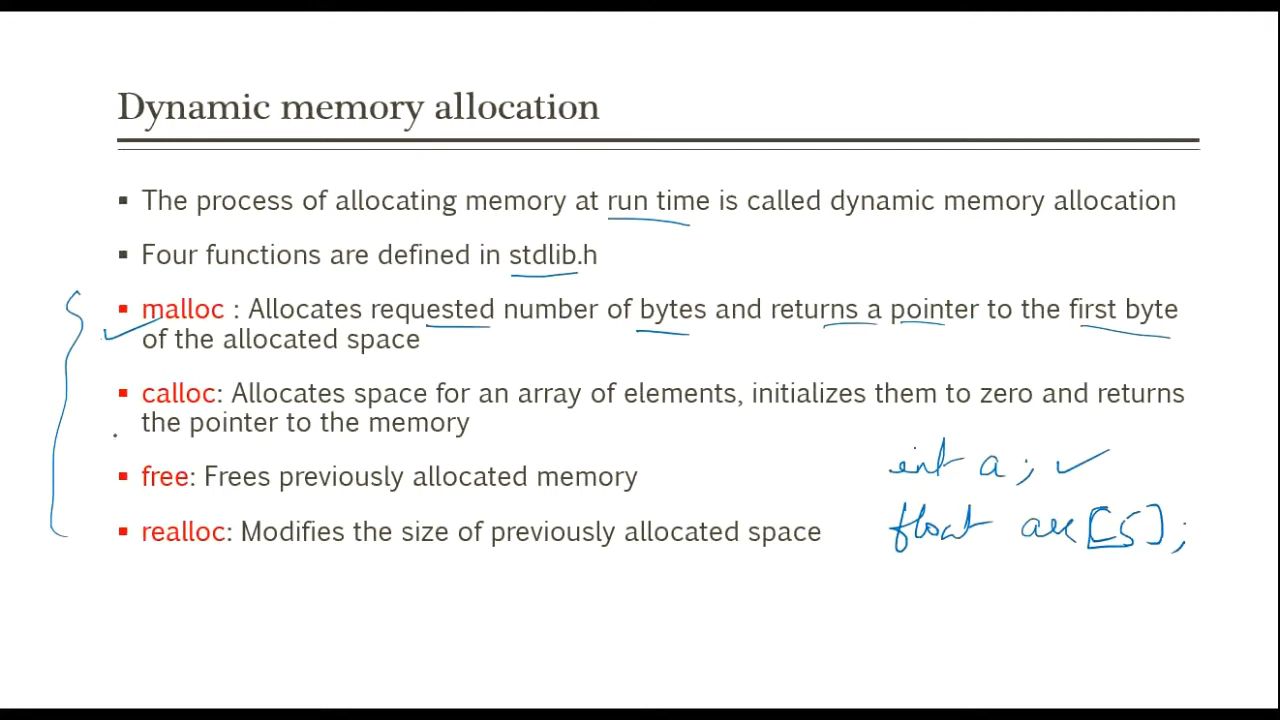 Dynamic memory allocation
▪ The process of allocating memory at run time is called dynamic memory allocation
▪ Four functions are defined in stdlib.h
▪ malloc : Allocates requested number of bytes and returns a pointer to the first byte
of the allocated space
▪ calloc: Allocates space for an array of elements, initializes them to zero and returns
the pointer to the memory
int a ; ✓
▪ free: Frees previously allocated memory
▪ realloc: Modifies the size of previously allocated space
float arr[5];